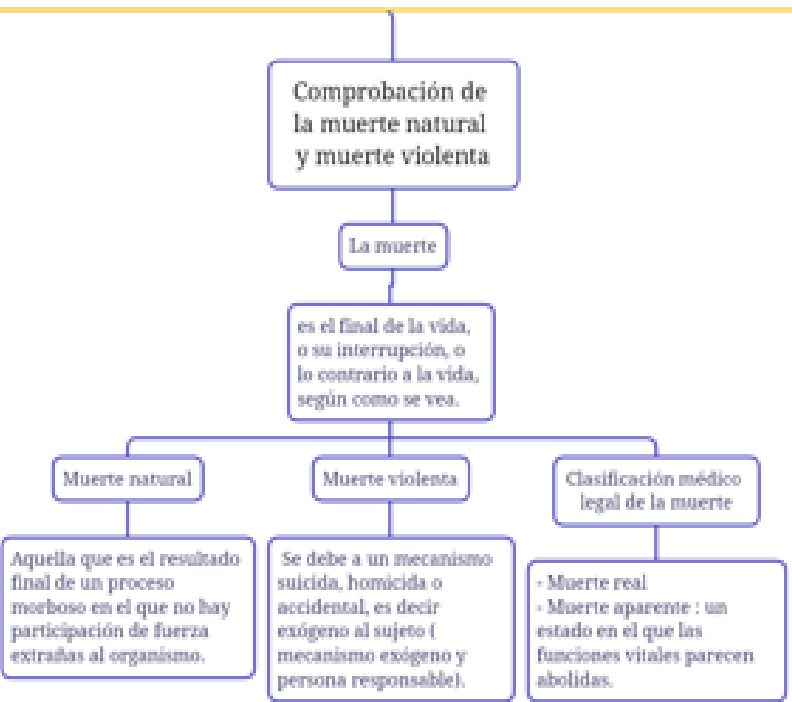 Comprobación de
la muerte natural
y muerte violenta
La muerte
es el final de la vida,
o su interrupción, o
lo contrario a la vida,
según como se vea.
Muerte natural
Aquella que es el resultado
final de un proceso
morboso en el que no hay
participación de fuerza
extrañas al organismo.
Muerte violenta
Se debe a un mecanismo
suicida, homicida o
accidental, es decir
exógeno al sujeto (
mecanismo exógeno y
persona responsable).
Clasificación médico
legal de la muerte
- Muerte real
- Muerte aparente : un
estado en el que las
funciones vitales parecen
abolidas.